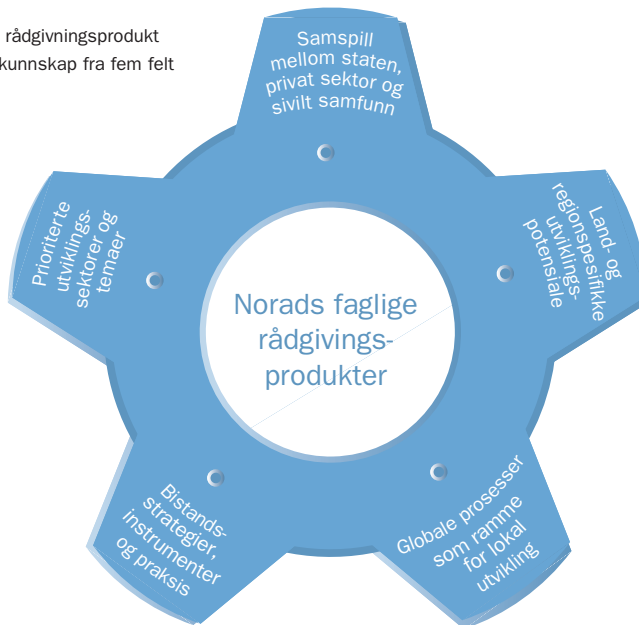 rådgivningsprodukt
kunnskap fra fem felt
Samspill
mellom staten,
privat sektor og
sivilt samfunn
Prioriterte
utviklings-
sektorer og
temaer
Land- og
regionspesifikke
utviklings-
potensiale
Norads faglige
rådgivings-
produkter
Bistands-
strategier,
instrumenter
og praksis
Globale prosesser
som ramme
for lokal
utvikling